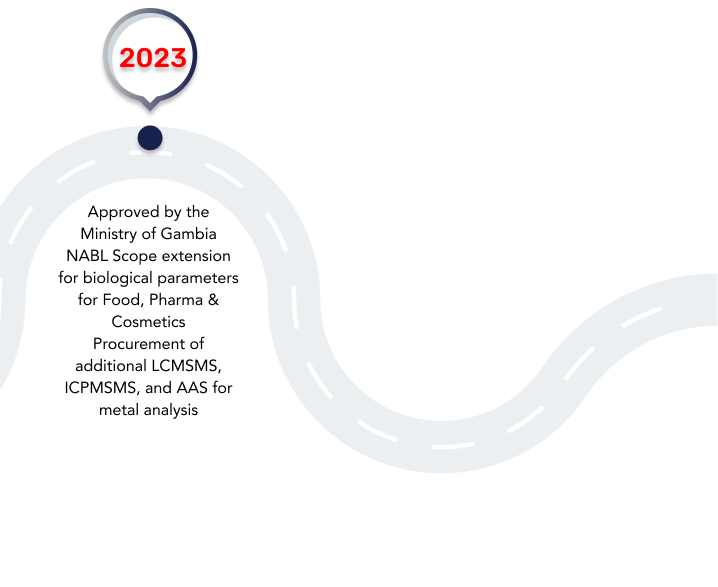 2023
Approved by the
Ministry of Gambia
NABL Scope extension
for biological parameters
for Food, Pharma &
Cosmetics
Procurement of
additional LCMSMS,
ICPMSMS, and AAS for
metal analysis